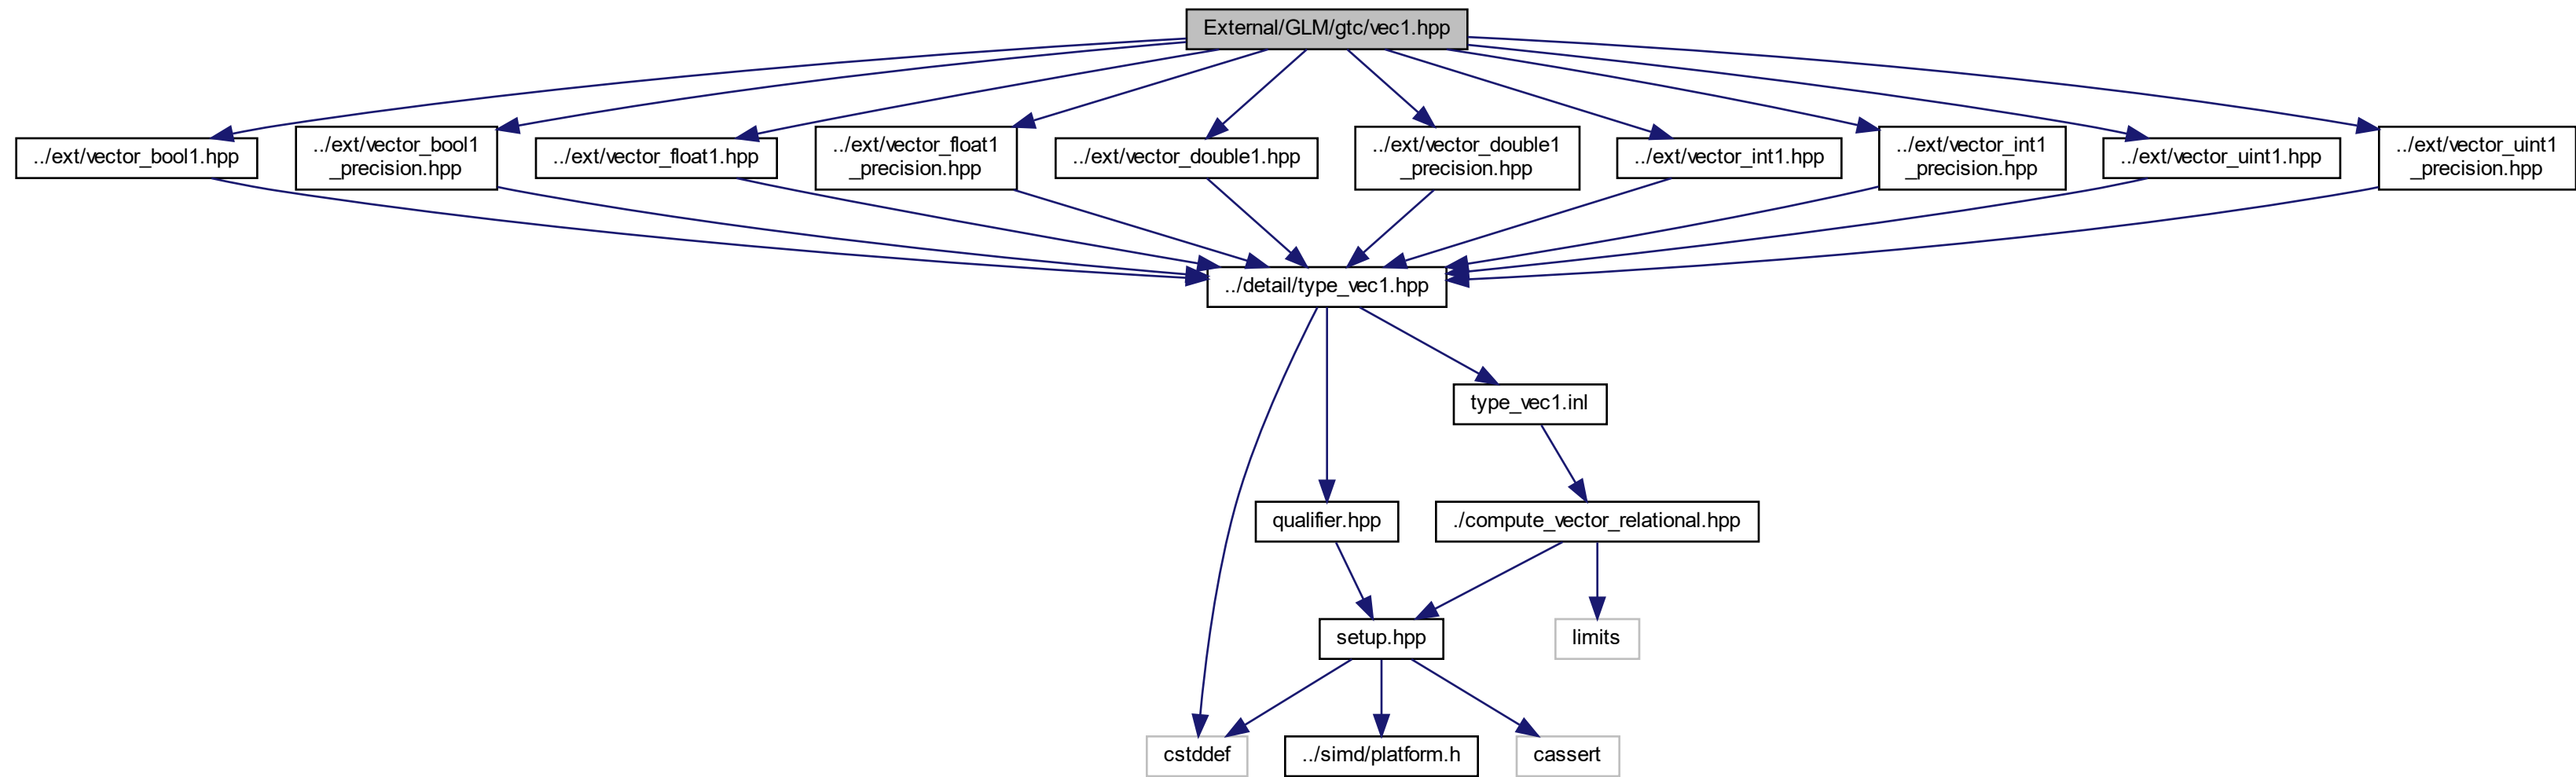 External/GLM/gtc/vec1.hpp
../ext/vector_bool1.hpp
../ext/vector_bool1
_precision.hpp
../ext/vector_float1.hpp
../ext/vector_float1
_precision.hpp
../ext/vector_double1.hpp
../ext/vector_double1
_precision.hpp
../ext/vector_int1.hpp
../ext/vector_int1
_precision.hpp
../ext/vector_uint1.hpp
../ext/vector_uint1
_precision.hpp
../detail/type_vec1.hpp
type_vec1.inl
qualifier.hpp
./compute_vector_relational.hpp
setup.hpp
limits
cstddef
../simd/platform.h
cassert